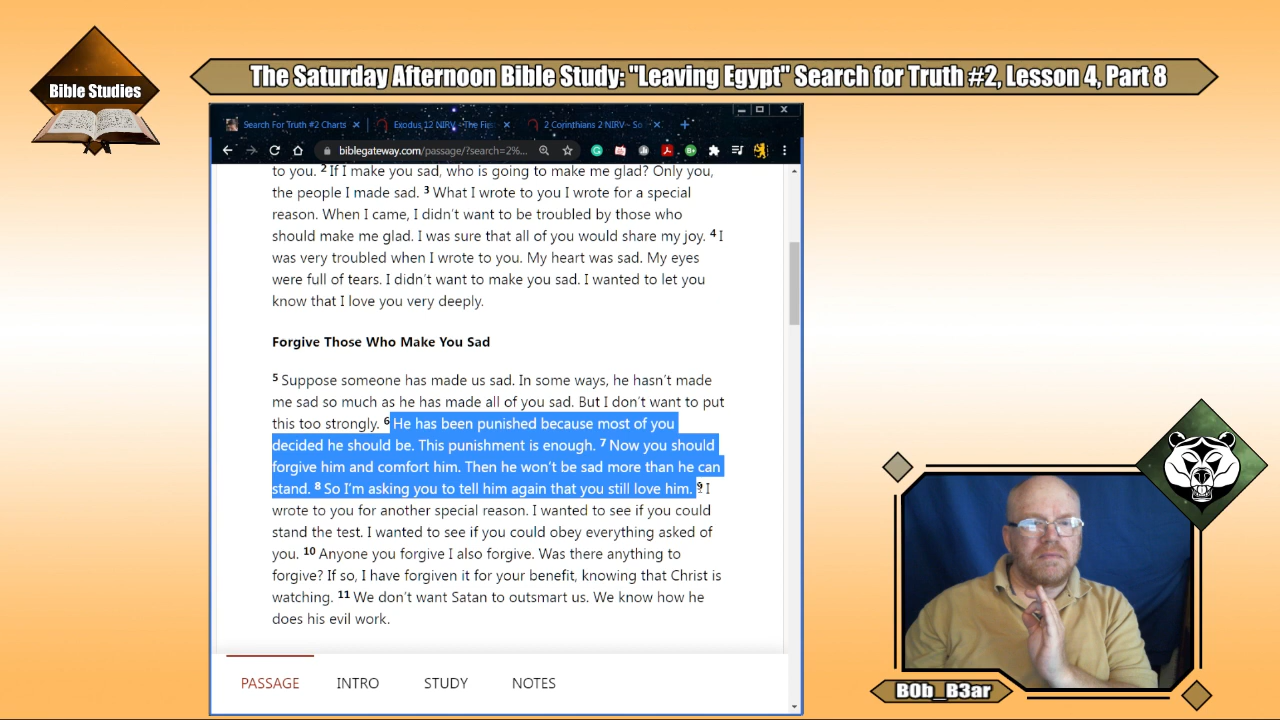 Bible Studies
The Saturday Afternoon Bible Study: "Leaving Egypt" Search for Truth #2, Lesson 4, Part 8
Search For Truth #2 Charts
Exodus 12 NIRV - The Fi
2 Corinthians 2 NIRV - So
biblegateway.com/passage/?search=2%...
to you. 2 If I make you sad, who is going to make me glad? Only you,
the people I made sad. 3 What I wrote to you I wrote for a special
reason. When I came, I didn't want to be troubled by those who
should make me glad. I was sure that all of you would share my joy. 4 I
was very troubled when I wrote to you. My heart was sad. My eyes
were full of tears. I didn't want to make you sad. I wanted to let you
know that I love you very deeply.
Forgive Those Who Make You Sad
5 Suppose someone has made us sad. In some ways, he hasn't made
me sad so much as he has made all of you sad. But I don't want to put
this too strongly. 6 He has been punished because most of you
decided he should be. This punishment is enough. 7 Now you should
forgive him and comfort him. Then he won't be sad more than he can
stand. 8 So I'm asking you to tell him again that you still love him. 9 I
wrote to you for another special reason. I wanted to see if you could
stand the test. I wanted to see if you could obey everything asked of
you. 10 Anyone you forgive I also forgive. Was there anything to
forgive? If so, I have forgiven it for your benefit, knowing that Christ is
watching. 11 We don't want Satan to outsmart us. We know how he
does his evil work.
PASSAGE INTRO STUDY NOTES
B0b_B3ar